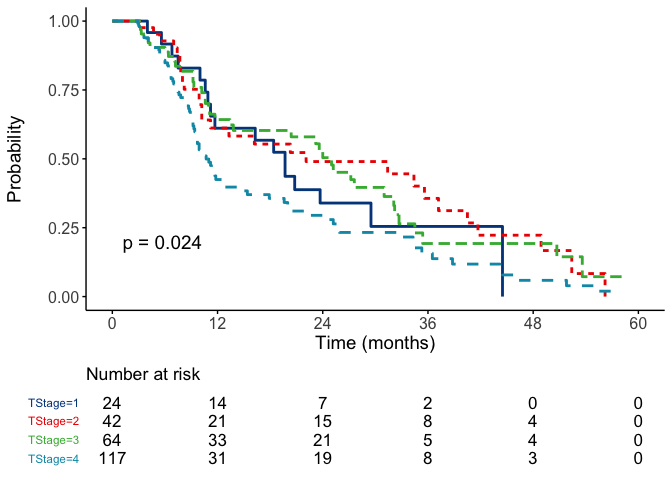 1.00
0.75
0.50
0.25
0.00
Probability
p = 0.024
0 12 24 36 48 60
Time (months)
Number at risk
TStage=1 24 14 7 2 0 0
TStage=2 42 21 15 8 4 0
TStage=3 64 33 21 5 4 0
TStage=4 117 31 19 8 3 0